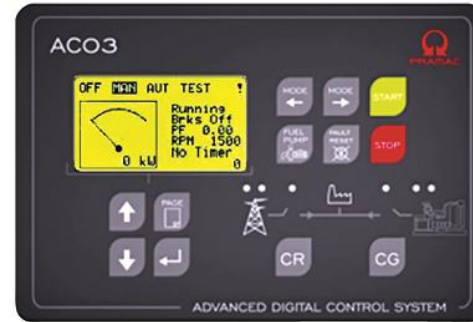 ACO3
PRAMAC
OFF MAN AUT TEST !
Running
Brks Off
PF 0.00
RPM 1500
No Timer
0 kW
0
MODE
MODE
START
FUEL
PUMP
FAULT
RESET
STOP
PAGE
CR
CG
ADVANCED DIGITAL CONTROL SYSTEM